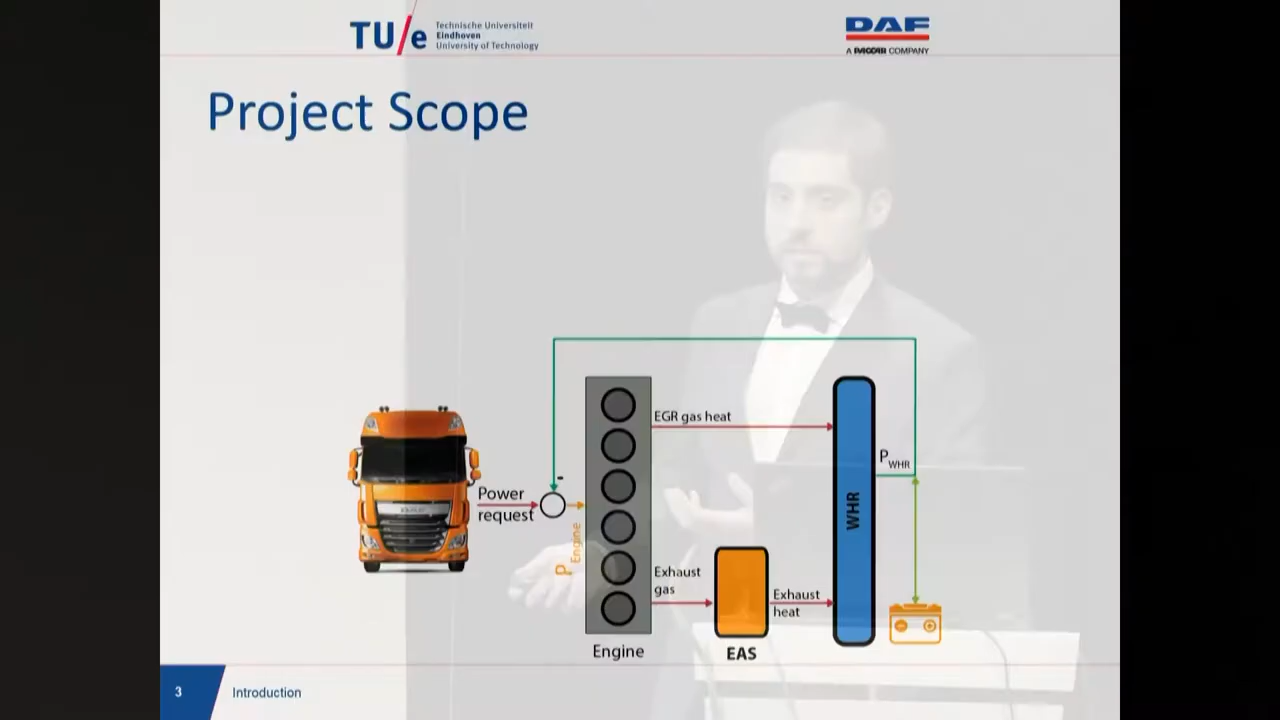 TU/e
Technische Universiteit
Eindhoven
University of Technology
DAF
A PACCAR COMPANY
Project Scope
EGR gas heat
P WHR
Power
request
-
P Engine
WHR
Exhaust
gas
Exhaust
heat
Engine
EAS
3
Introduction